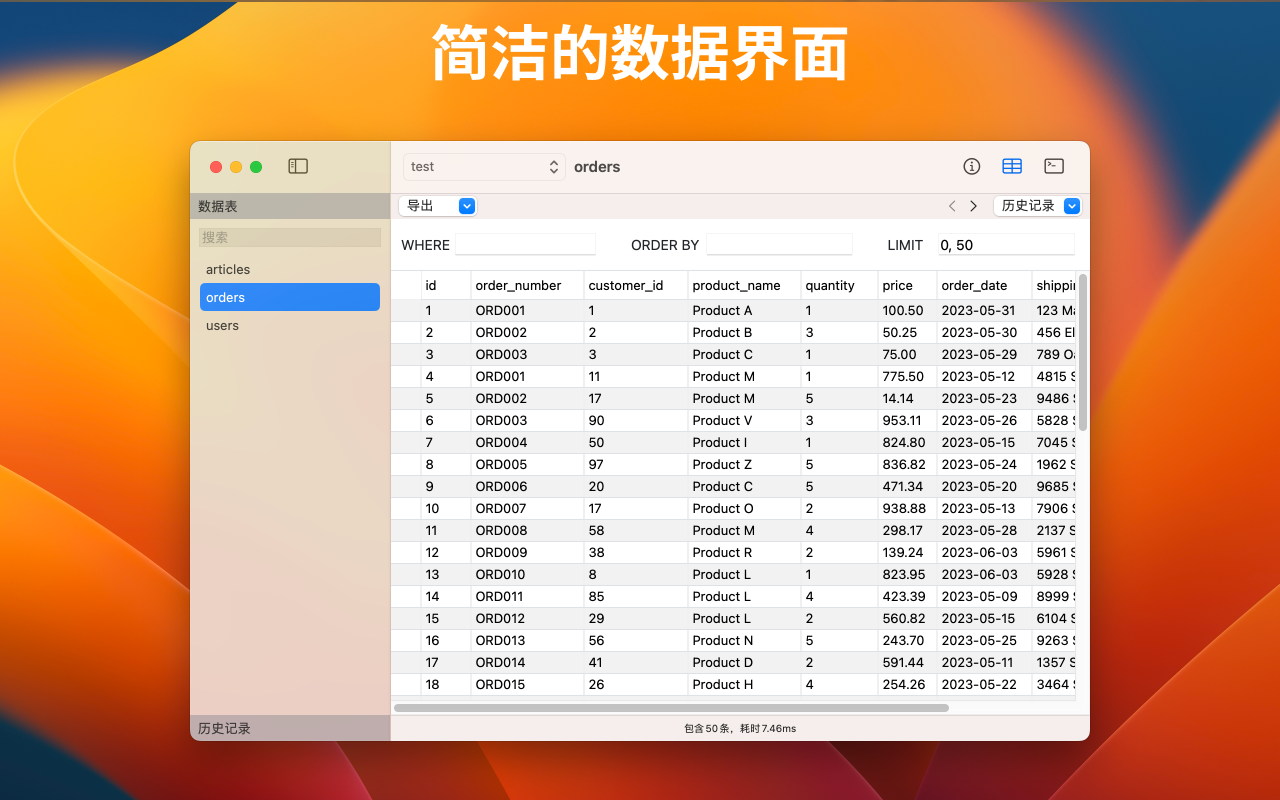 简洁的数据界面
test orders
数据表
搜索
articles
orders
users
历史记录
导出 历史记录
WHERE ORDER BY LIMIT 0, 50
id order_number customer_id product_name quantity price order_date
1 ORD001 1 Product A 1 100.50 2023-05-31 123
2 ORD002 2 Product B 3 50.25 2023-05-30 456
3 ORD003 3 Product C 1 75.00 2023-05-29 789
4 ORD001 11 Product M 1 775.50 2023-05-12 4815
5 ORD002 17 Product M 5 14.14 2023-05-23 9486
6 ORD003 90 Product V 3 953.11 2023-05-26 5828
7 ORD004 50 Product I 1 824.80 2023-05-15 7045
8 ORD005 97 Product Z 5 836.82 2023-05-24 1962
9 ORD006 20 Product C 5 471.34 2023-05-20 9685
10 ORD007 17 Product O 2 938.88 2023-05-13 7906
11 ORD008 58 Product M 4 298.17 2023-05-28 2137
12 ORD009 38 Product R 2 139.24 2023-06-03 5961
13 ORD010 8 Product L 1 823.95 2023-06-03 5928
14 ORD011 85 Product L 4 423.39 2023-05-09 8999
15 ORD012 29 Product L 2 560.82 2023-05-15 6104
16 ORD013 56 Product N 5 243.70 2023-05-25 9263
17 ORD014 41 Product D 2 591.44 2023-05-11 1357
18 ORD015 26 Product H 4 254.26 2023-05-22 3464
包含50条，耗时7.46ms